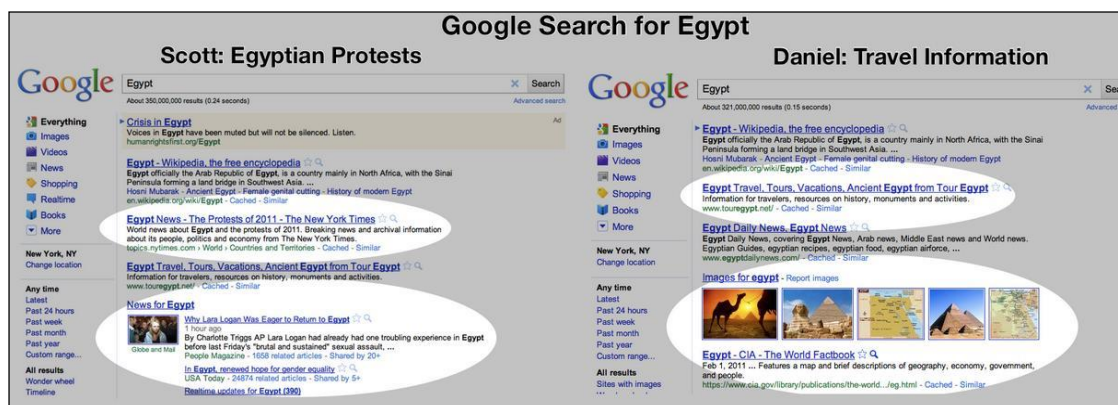 Google Search for Egypt
Scott: Egyptian Protests
Google
Egypt
Search
About 350,000,000 results (0.24 seconds)
Advanced search
Everything
Images
Videos
News
Shopping
Realtime
Books
More
New York, NY
Change location
Any time
Latest
Past 24 hours
Past week
Past month
Past year
Custom range...
All results
Wonder wheel
Timeline
Crisis in Egypt
Ad
Voices in Egypt have been muted but will not be silenced. Listen.
humanrightsfirst.org/Egypt
Egypt - Wikipedia, the free encyclopedia
Egypt officially the Arab Republic of Egypt, is a country mainly in North Africa, with the Sinai
Peninsula forming a land bridge in Southwest Asia. ...
Hosni Mubarak - Ancient Egypt - Female genital cutting - History of modern Egypt
en.wikipedia.org/wiki/Egypt - Cached - Similar
Egypt News - The Protests of 2011 - The New York Times
World news about Egypt and the protests of 2011. Breaking news and archival information
about its people, politics and economy from The New York Times.
topics.nytimes.com › World › Countries and Territories - Cached - Similar
Egypt Travel, Tours, Vacations, Ancient Egypt from Tour Egypt
Information for travelers, resources on history, monuments and activities.
www.touregypt.net/ - Cached - Similar
News for Egypt
Globe and Mail
Why Lara Logan Was Eager to Return to Egypt
1 hour ago
By Charlotte Triggs AP Lara Logan had already had one troubling experience in Egypt
before last Friday's "brutal and sustained" sexual assault, ...
People Magazine - 1658 related articles - Shared by 20+
In Egypt, renewed hope for gender equality
USA Today - 24874 related articles - Shared by 5+
Realtime updates for Egypt (390)
Daniel: Travel Information
Google
Egypt
Sea
About 321,000,000 results (0.15 seconds)
Advanced
Everything
Images
Videos
News
Shopping
Books
More
New York, NY
Change location
Any time
Latest
Past 24 hours
Past week
Past month
Past year
Custom range...
All results
Sites with images
Egypt - Wikipedia, the free encyclopedia
Egypt officially the Arab Republic of Egypt, is a country mainly in North Africa, with the Sinai
Peninsula forming a land bridge in Southwest Asia. ...
Hosni Mubarak - Ancient Egypt - Female genital cutting - History of modern Egypt
en.wikipedia.org/wiki/Egypt - Cached - Similar
Egypt Travel, Tours, Vacations, Ancient Egypt from Tour Egypt
Information for travelers, resources on history, monuments and activities.
www.touregypt.net/ - Cached - Similar
Egypt Daily News, Egypt News
Egypt Daily News, covering Egypt News, Arab news, Middle East news and World news.
Egyptian Guides, egyptian recipes, egyptian food, egyptian airforce, ...
www.egyptdailynews.com/ - Cached - Similar
Images for egypt - Report images
Egypt - CIA - The World Factbook
Feb 1, 2011 ... Features a map and brief descriptions of geography, economy, government,
and people.
https://www.cia.gov/library/publications/the-world.../eg.html - Cached - Similar